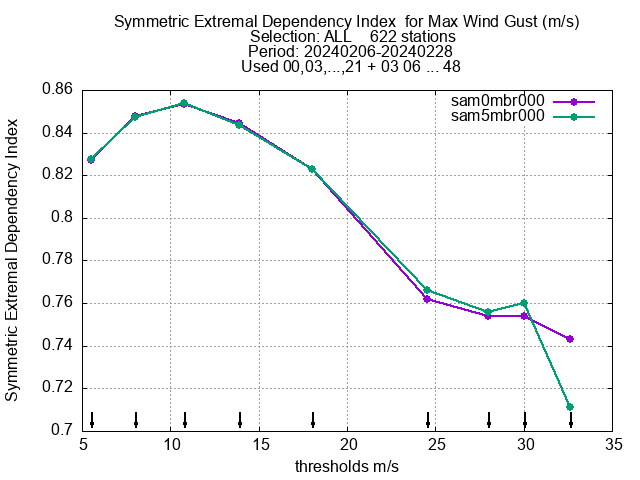 Symmetric Extremal Dependency Index  for Max Wind Gust (m/s)
Selection: ALL    622 stations
Period: 20240206-20240228
Used 00,03,...,21 + 03 06 ... 48
sam0mbr000
sam5mbr000
Symmetric Extremal Dependency Index
0.86
0.84
0.82
0.8
0.78
0.76
0.74
0.72
0.7
5 10 15 20 25 30 35
thresholds m/s